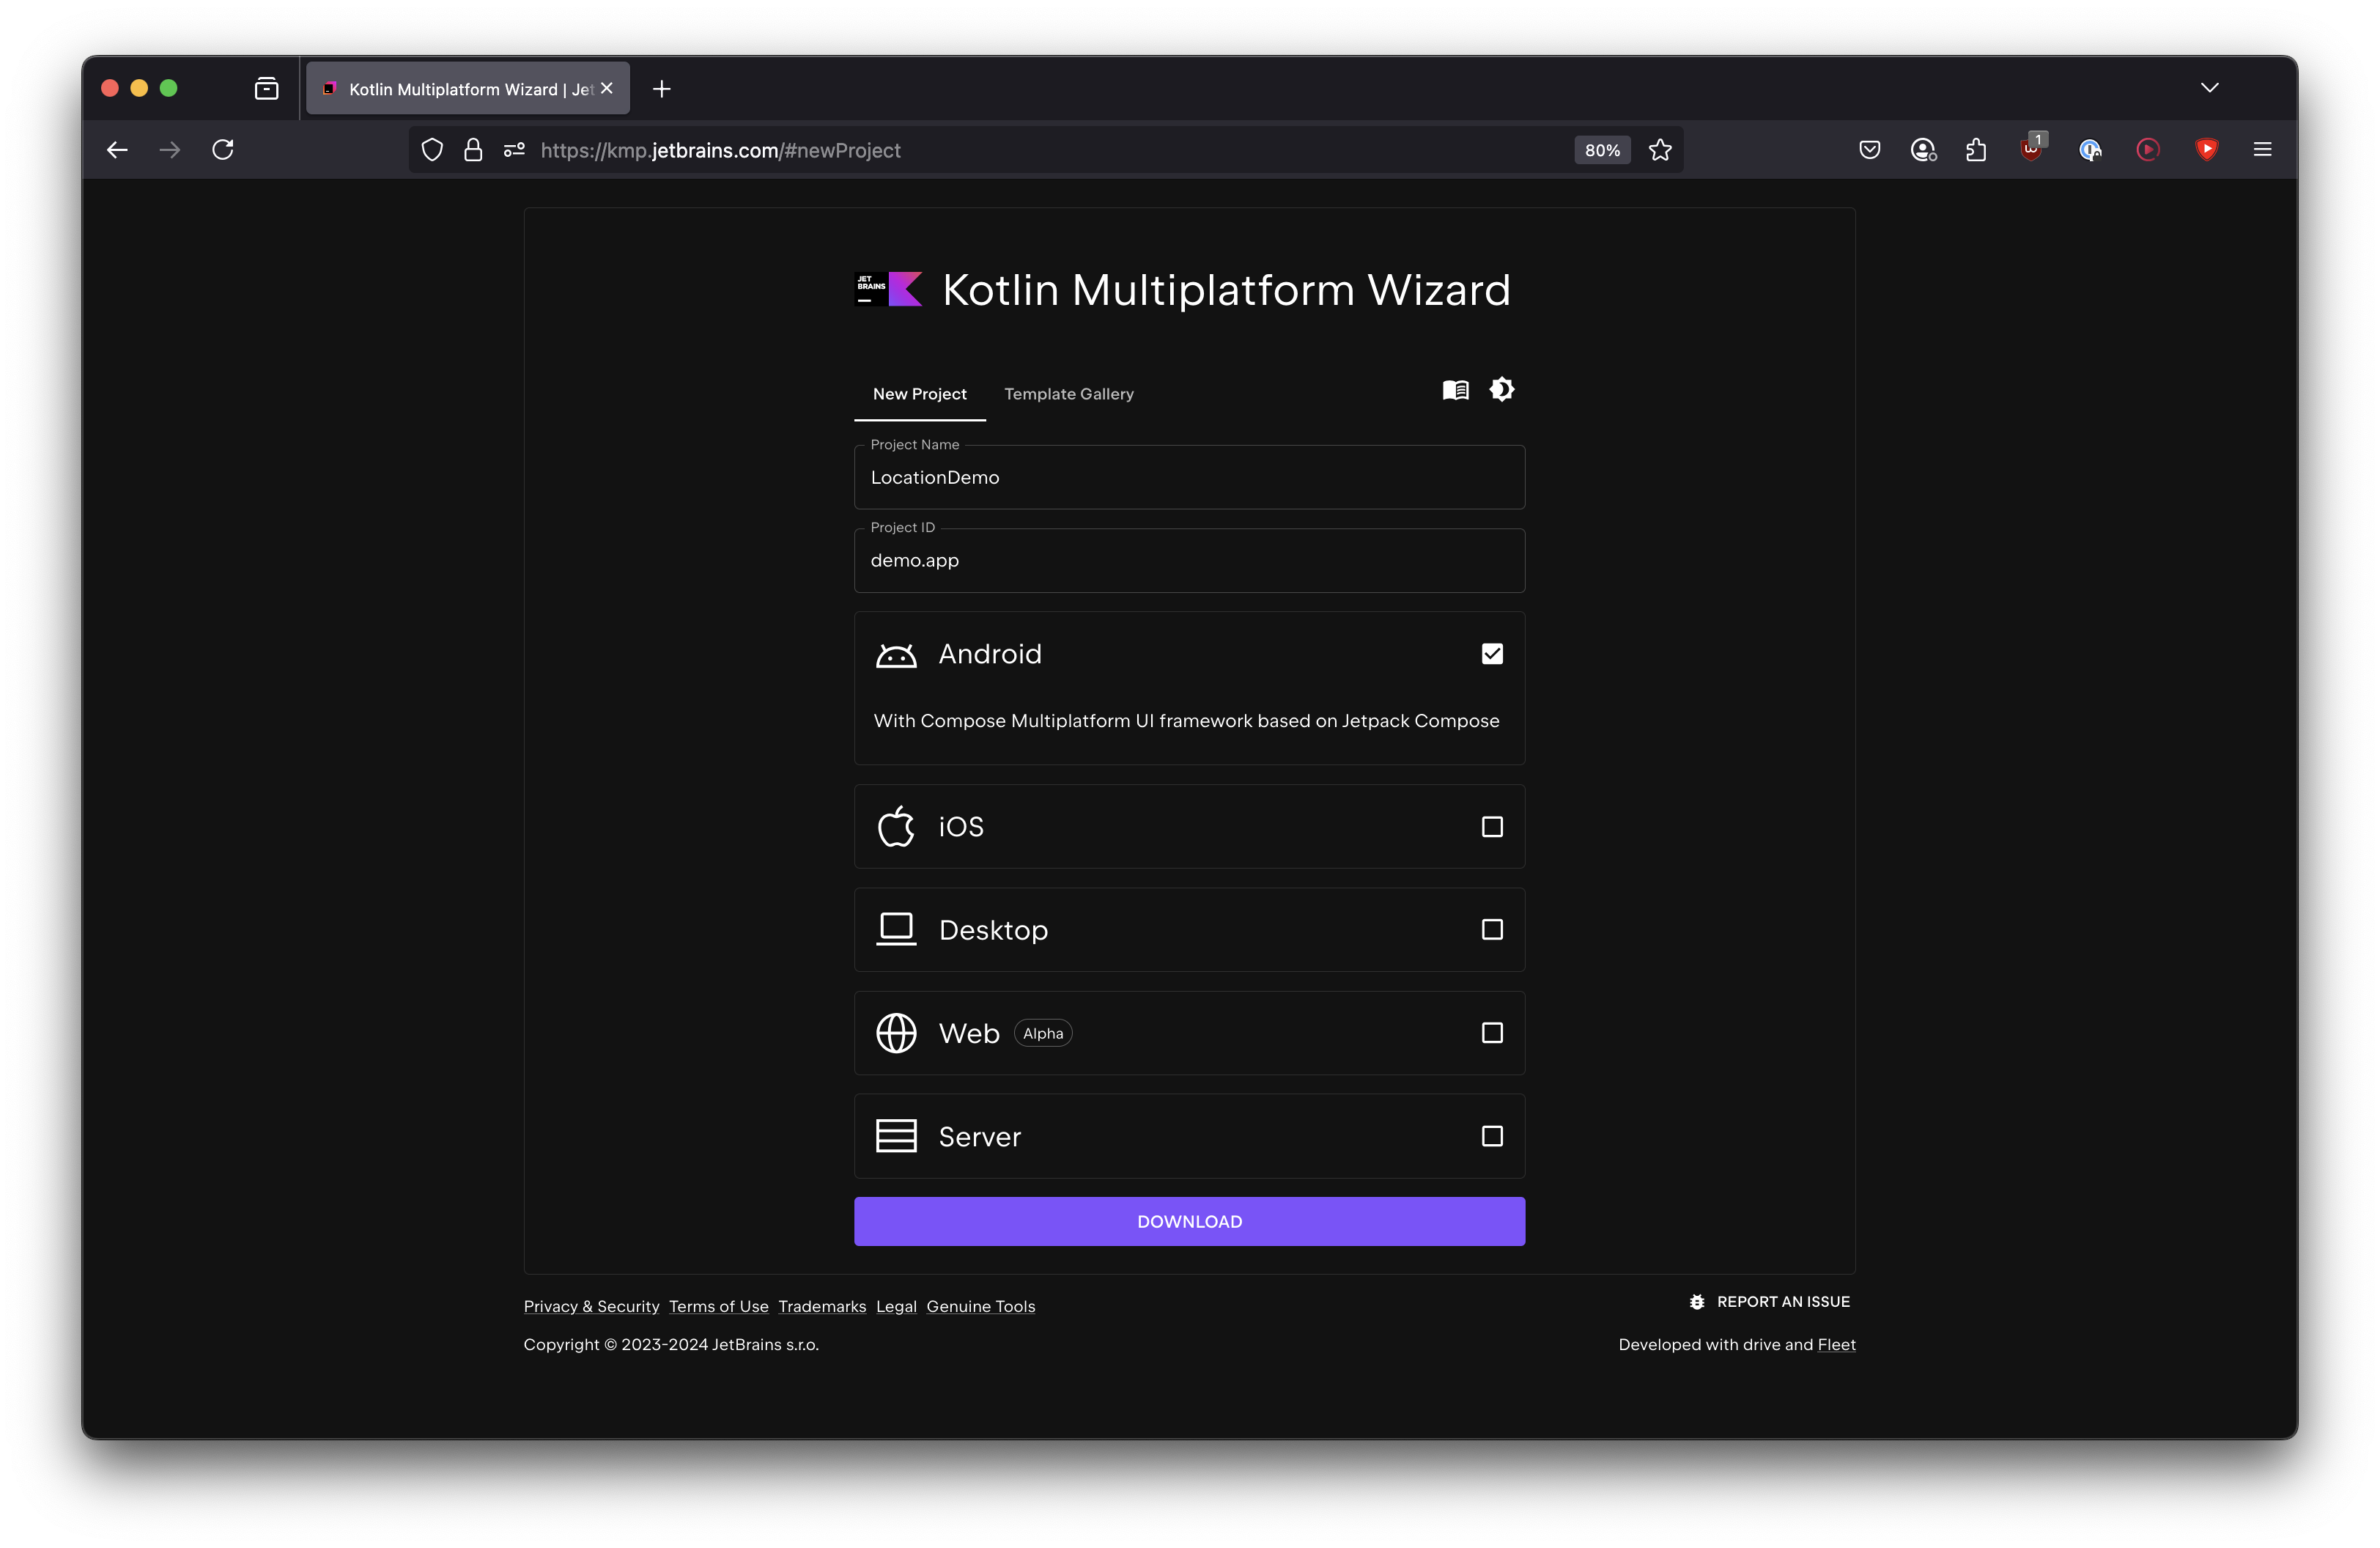 Kotlin Multiplatform Wizard | Jet
https://kmp.jetbrains.com/#newProject
80%
1
JET
BRAINS
Kotlin Multiplatform Wizard
New Project
Template Gallery
Project Name
LocationDemo
Project ID
demo.app
Android
With Compose Multiplatform UI framework based on Jetpack Compose
iOS
Desktop
Web Alpha
Server
DOWNLOAD
Privacy & Security Terms of Use Trademarks Legal Genuine Tools
REPORT AN ISSUE
Copyright © 2023-2024 JetBrains s.r.o.
Developed with drive and Fleet